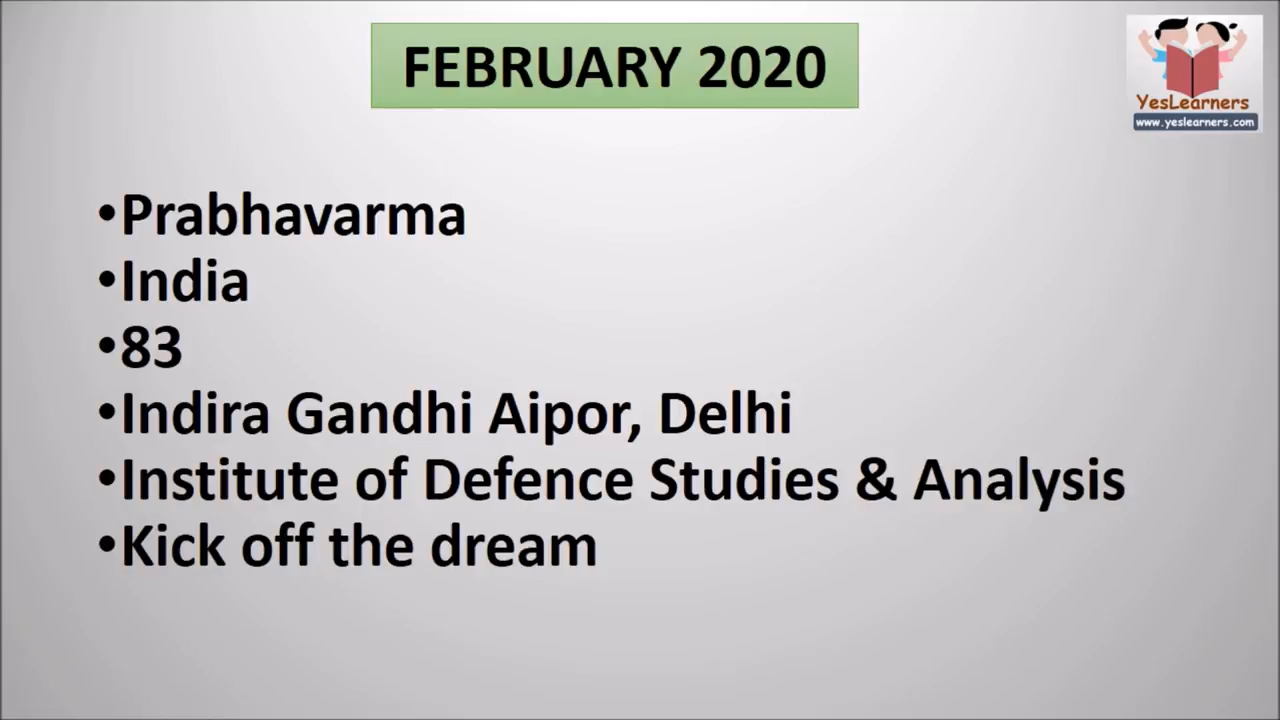 FEBRUARY 2020
YesLearners
www.yeslearners.com
•Prabhavarma
•India
•83
•Indira Gandhi Aipor, Delhi
•Institute of Defence Studies & Analysis
•Kick off the dream